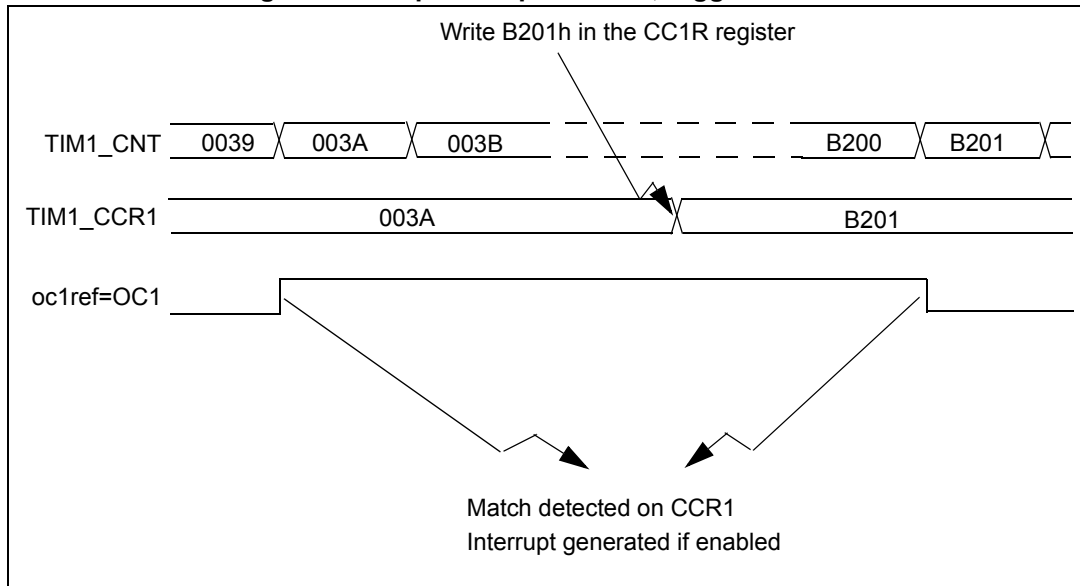 Write B201h in the CC1R register
TIM1_CNT 0039 003A 003B B200 B201
TIM1_CCR1 003A B201
oc1ref=OC1
Match detected on CCR1
Interrupt generated if enabled